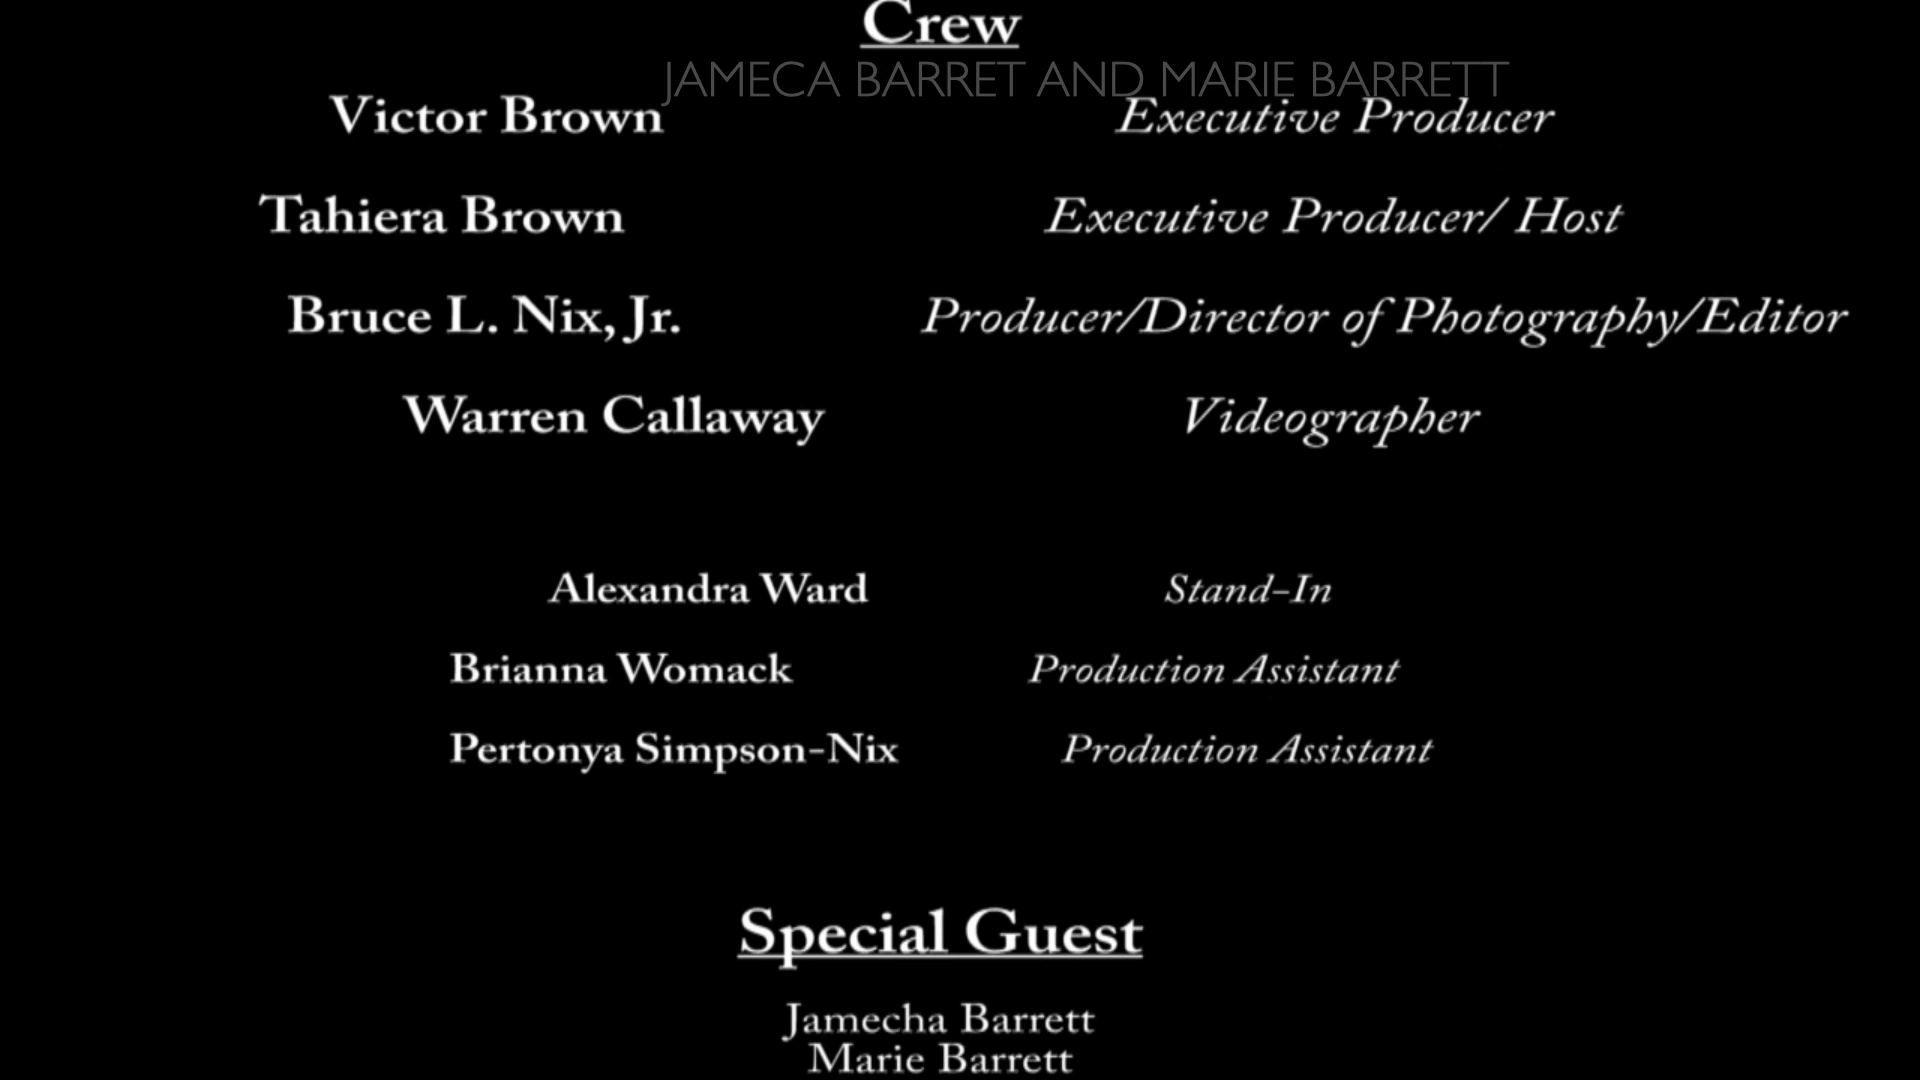 Crew
JAMECA BARRET AND MARIE BARRETT
Victor Brown Executive Producer
Tahiera Brown Executive Producer/ Host
Bruce L. Nix, Jr. Producer/Director of Photography/Editor
Warren Callaway Videographer
Alexandra Ward Stand-In
Brianna Womack Production Assistant
Pertonya Simpson-Nix Production Assistant
Special Guest
Jamecha Barrett
Marie Barrett